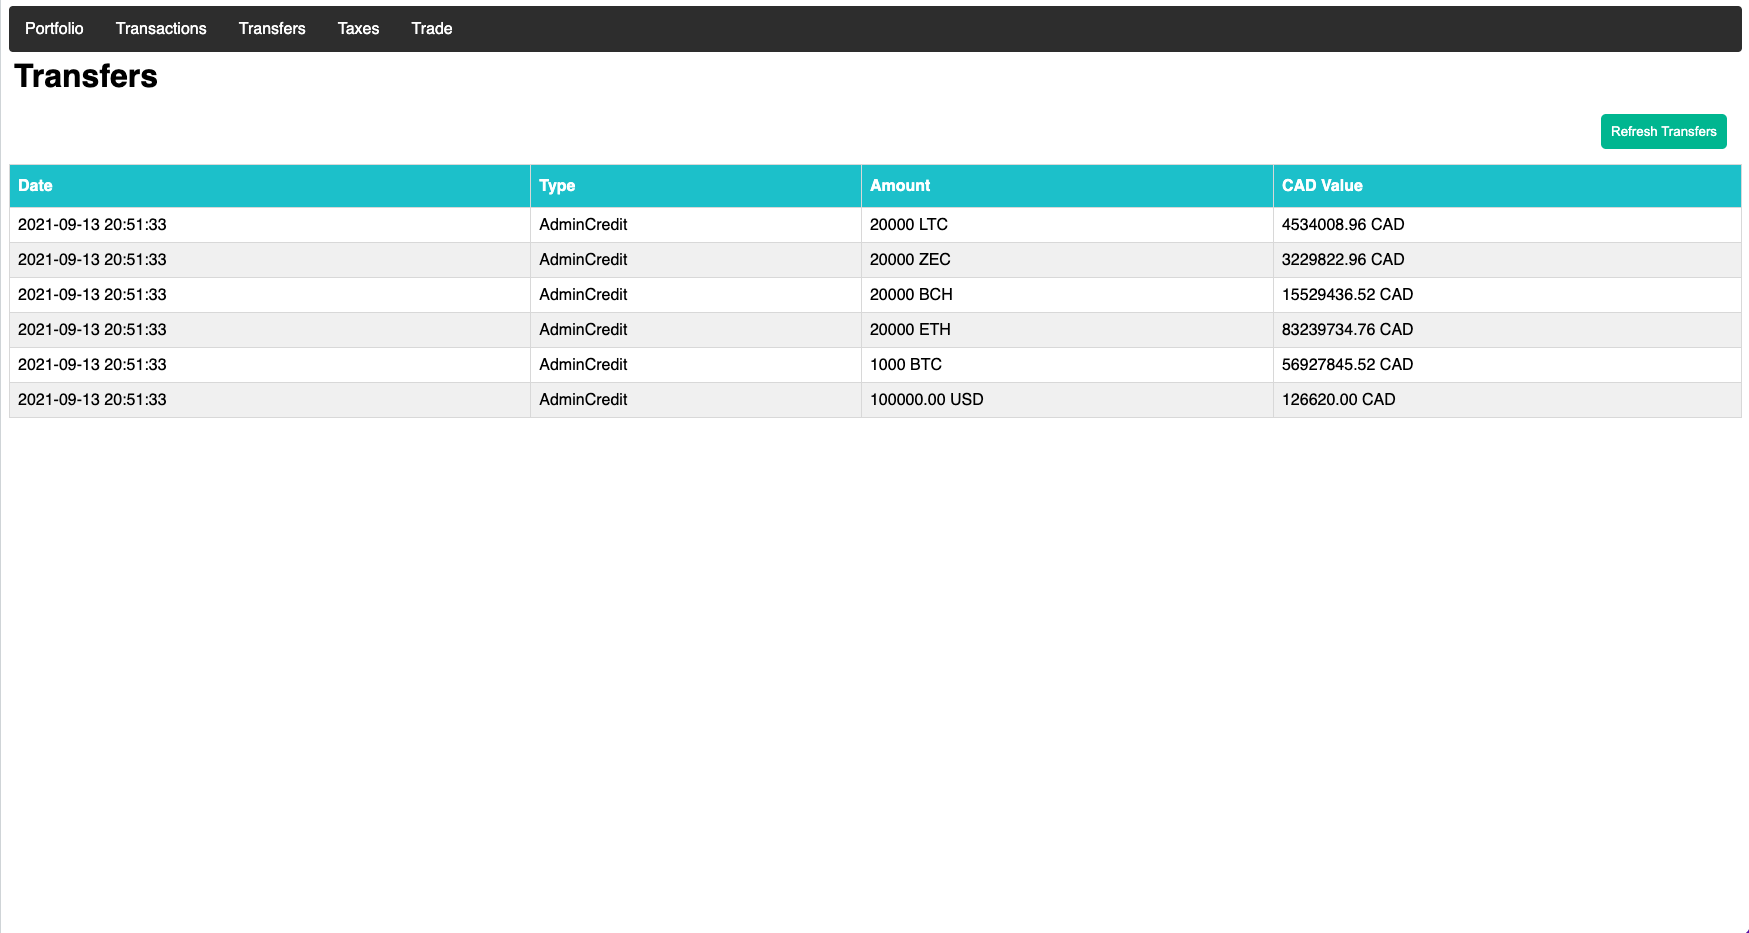 Portfolio Transactions Transfers Taxes Trade
Transfers
Refresh Transfers
Date Type Amount CAD Value
2021-09-13 20:51:33 AdminCredit 20000 LTC 4534008.96 CAD
2021-09-13 20:51:33 AdminCredit 20000 ZEC 3229822.96 CAD
2021-09-13 20:51:33 AdminCredit 20000 BCH 15529436.52 CAD
2021-09-13 20:51:33 AdminCredit 20000 ETH 83239734.76 CAD
2021-09-13 20:51:33 AdminCredit 1000 BTC 56927845.52 CAD
2021-09-13 20:51:33 AdminCredit 100000.00 USD 126620.00 CAD